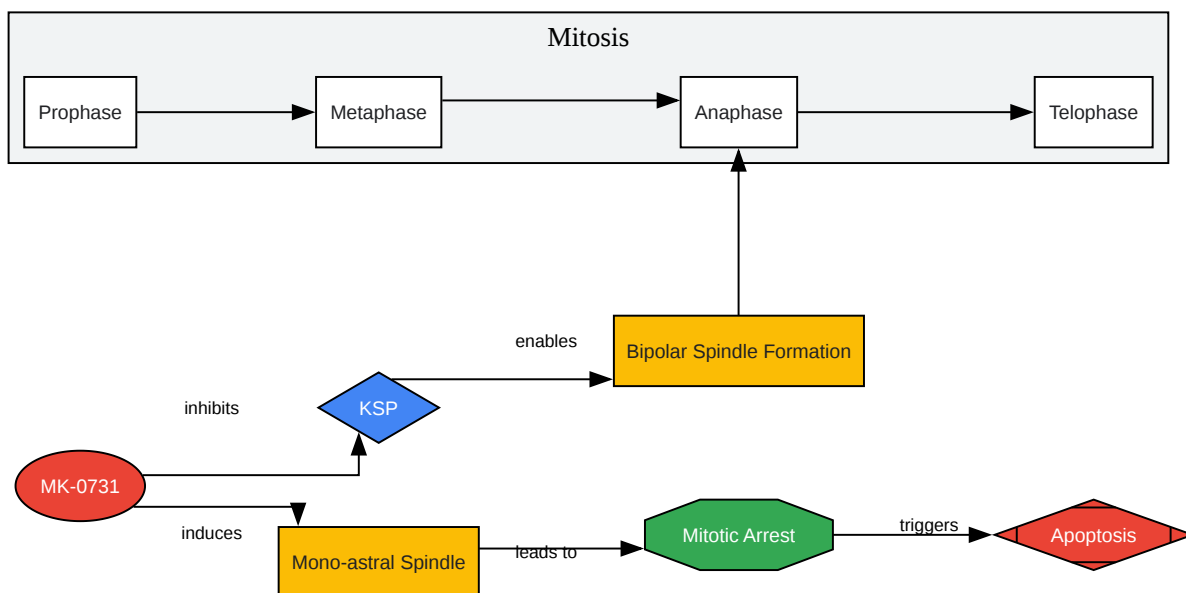 Mitosis
Prophase
Metaphase
Anaphase
Telophase
enables
Bipolar Spindle Formation
inhibits
KSP
MK-0731
induces
Mono-astral Spindle
leads to
Mitotic Arrest
triggers
Apoptosis